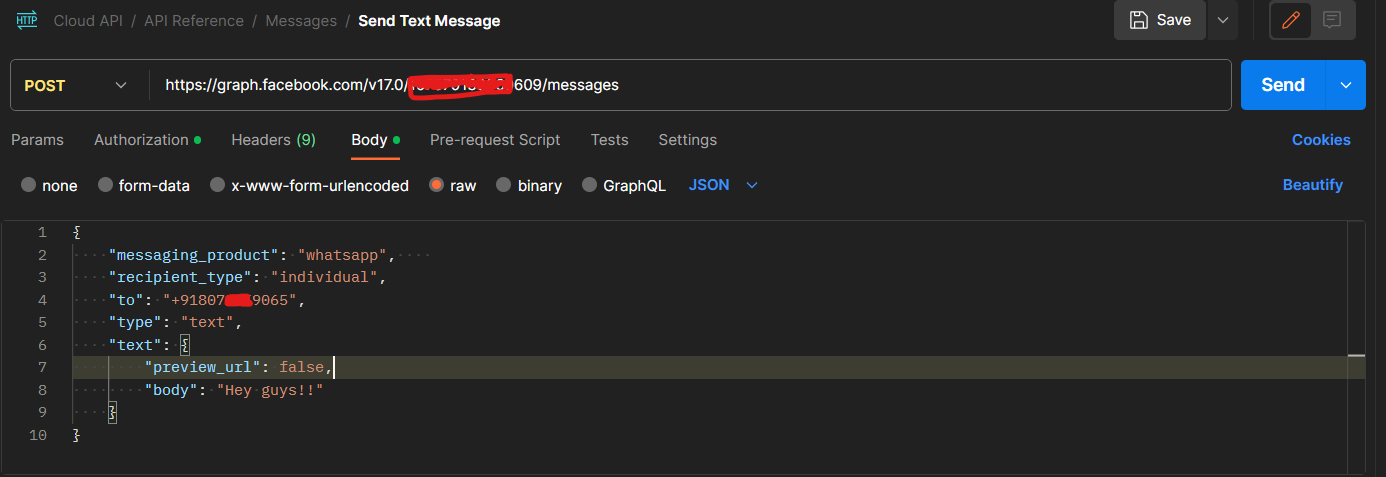 HTTP Cloud API / API Reference / Messages / Send Text Message Save
POST https://graph.facebook.com/v17.0/ 609/messages Send
Params Authorization Headers (9) Body Pre-request Script Tests Settings Cookies
none form-data x-www-form-urlencoded raw binary GraphQL JSON Beautify
1 {
2 "messaging_product": "whatsapp",
3 "recipient_type": "individual",
4 "to": "+91807 9065",
5 "type": "text",
6 "text": {
7 "preview_url": false,
8 "body": "Hey guys!!"
9 }
10 }